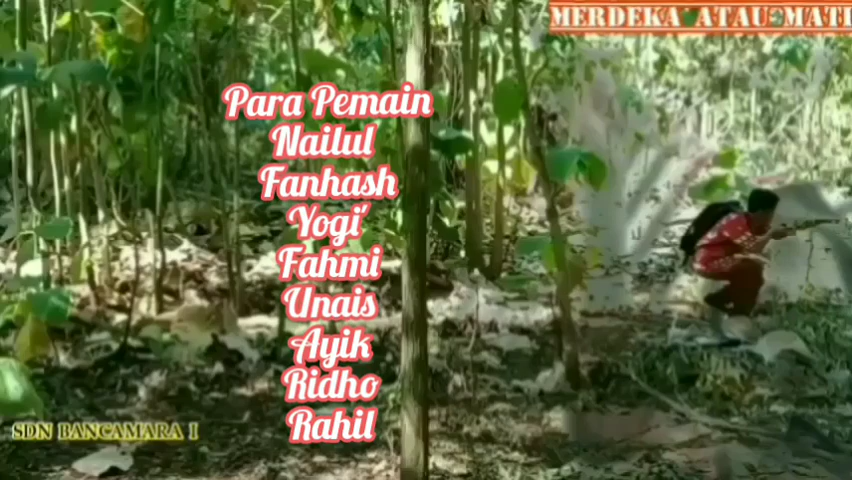 MERDEKA ATAU MATI
Para Pemain
Nailul
Fanhash
Yogi'
Fahmi
Unais
Ayik
Ridho
Rahil
SDN BANCAMARA I